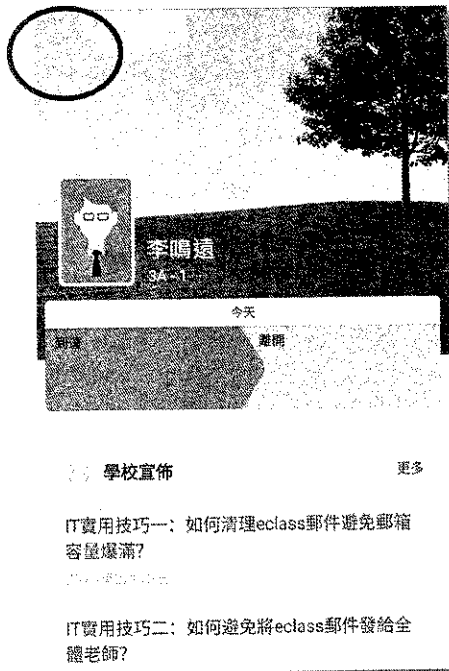 李鳴遠
3A-1
今天
到達
離開
學校宣佈
更多
IT實用技巧一：如何清理eclass郵件避免郵箱
容量爆滿?
IT實用技巧二：如何避免將eclass郵件發給全
體老師?